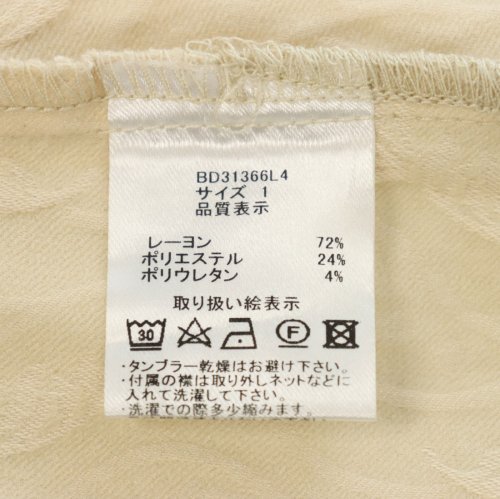 BD31366L4
サイズ 1
品質表示
レーヨン 72%
ポリエステル 24%
ポリウレタン 4%
取り扱い絵表示
30 F
・タンブラー乾燥はお避け下さい。
・付属の襟は取り外しネットなどに
入れて洗濯して下さい。
・洗濯での際多少縮みます。